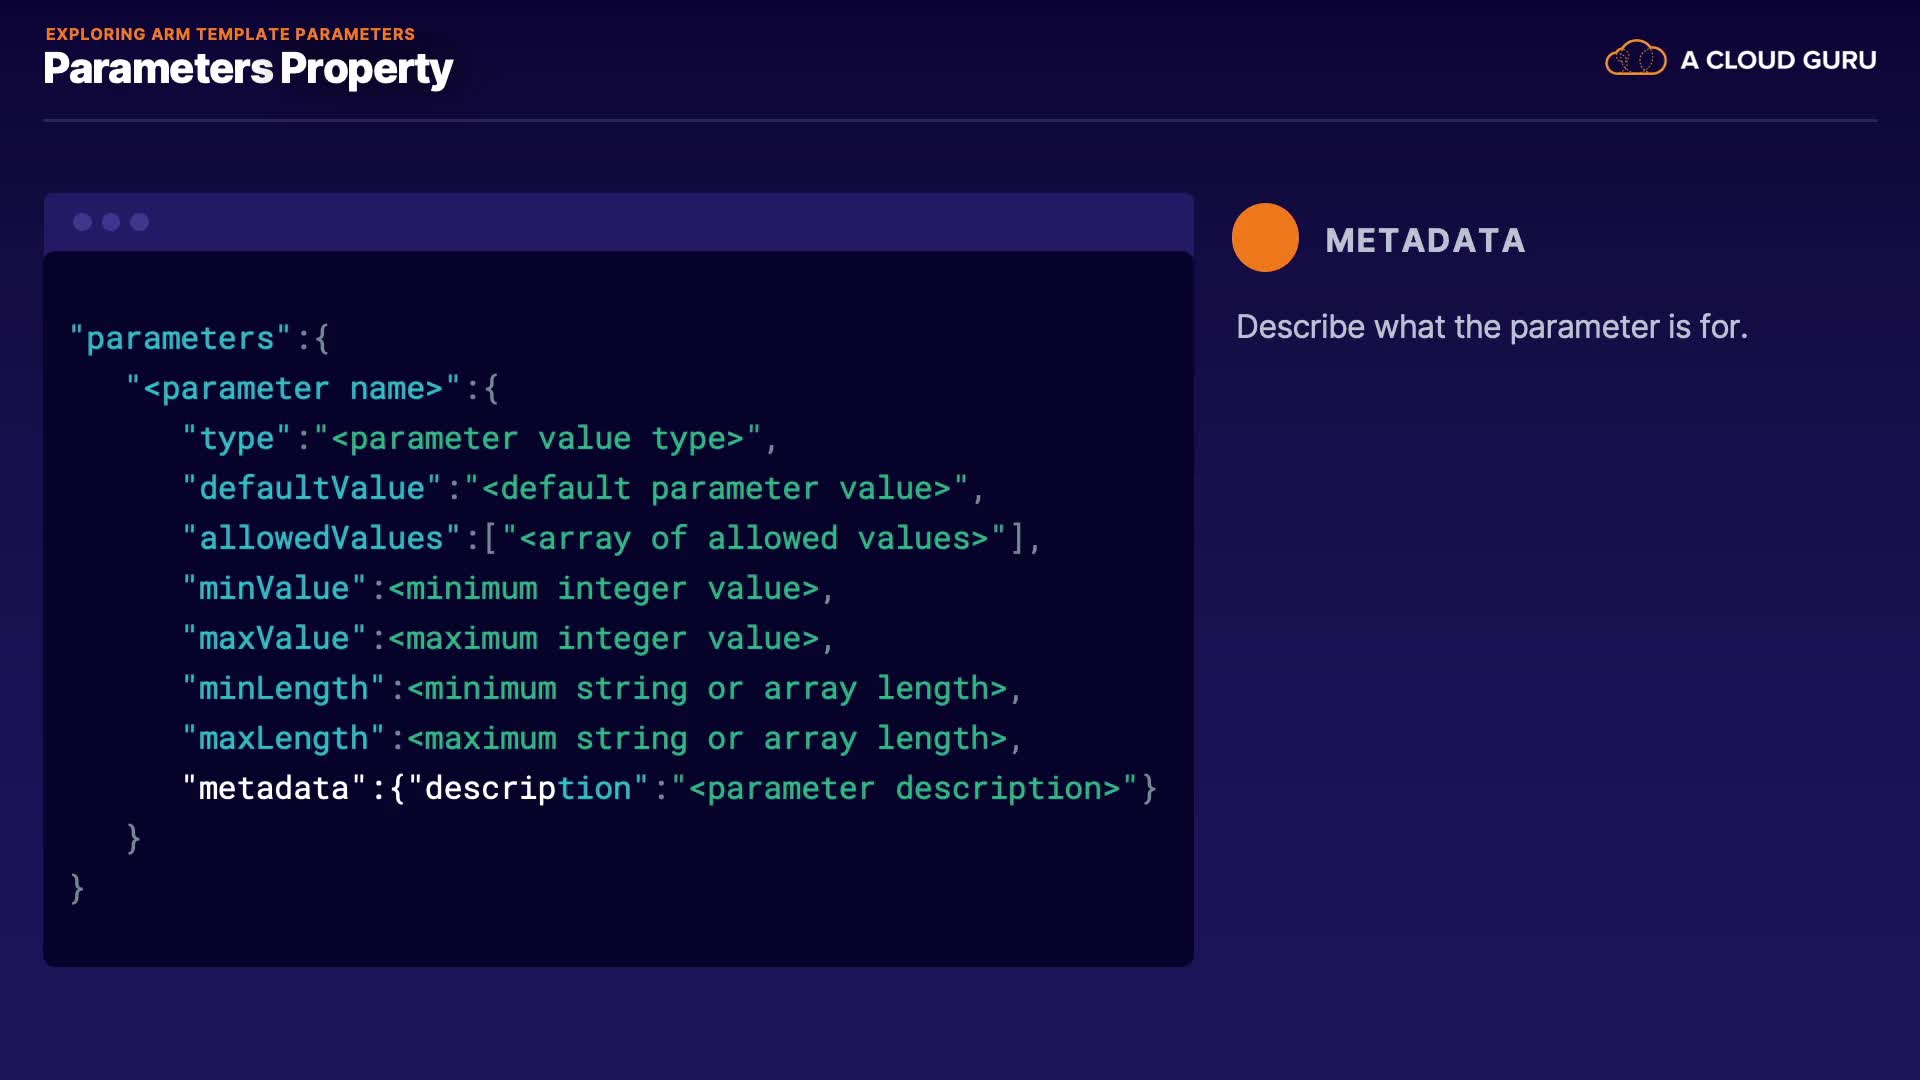 EXPLORING ARM TEMPLATE PARAMETERS
Parameters Property
A CLOUD GURU
"parameters":{
"<parameter name>":{
"type":"<parameter value type>",
"defaultValue":"<default parameter value>",
"allowedValues":["<array of allowed values>"],
"minValue":<minimum integer value>,
"maxValue":<maximum integer value>,
"minLength":<minimum string or array length>,
"maxLength":<maximum string or array length>,
"metadata":{"description":"<parameter description>"}
}
}
METADATA
Describe what the parameter is for.